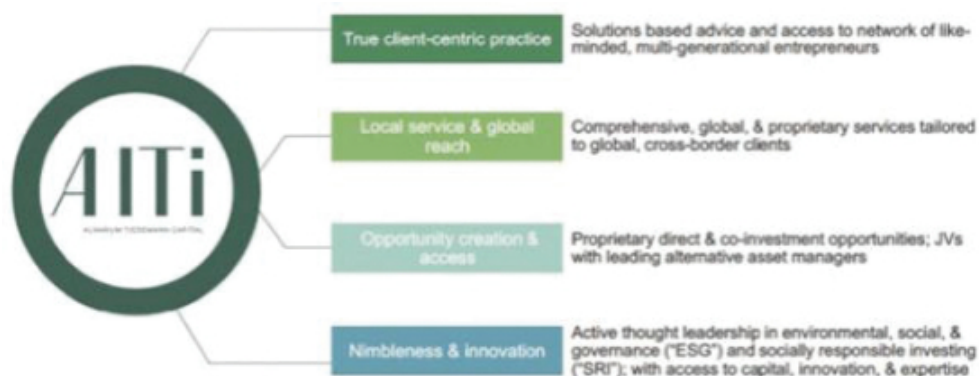 True client-centric practice
Solutions based advice and access to network of like-
minded, multi-generational entrepreneurs
AlTi
ALVARIUM TIEDEMANN CAPITAL
Local service & global
reach
Comprehensive, global, & proprietary services tailored
to global, cross-border clients
Opportunity creation &
access
Proprietary direct & co-investment opportunities; JVs
with leading alternative asset managers
Nimbleness & innovation
Active thought leadership in environmental, social, &
governance ("ESG") and socially responsible investing
("SRI"); with access to capital, innovation, & expertise